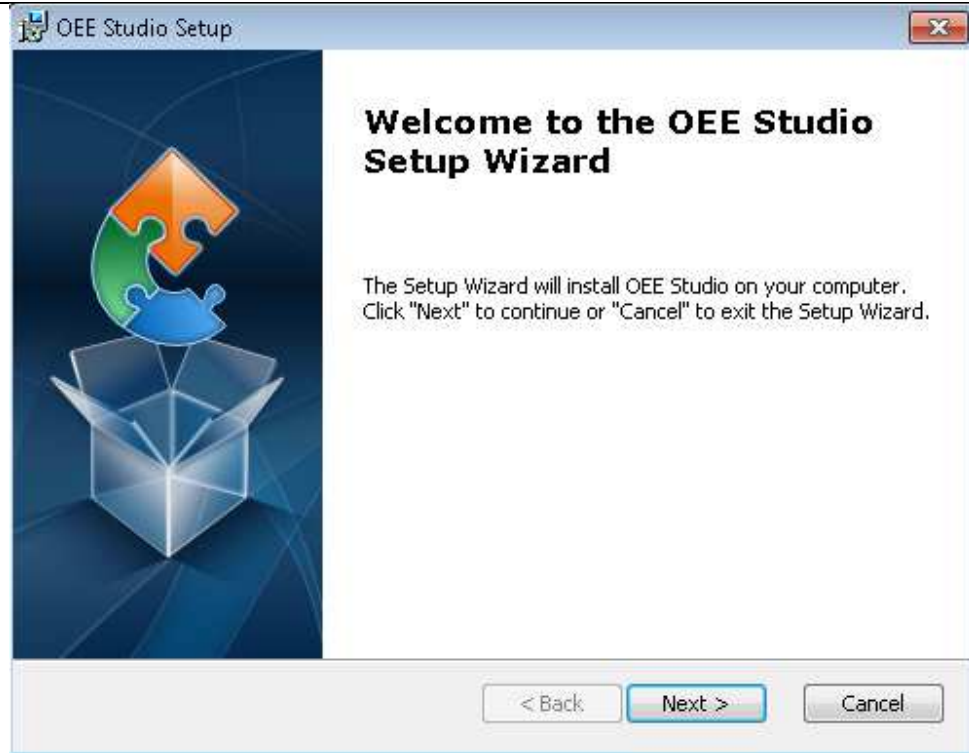 OEE Studio Setup
Welcome to the OEE Studio
Setup Wizard
The Setup Wizard will install OEE Studio on your computer.
Click "Next" to continue or "Cancel" to exit the Setup Wizard.
< Back Next > Cancel